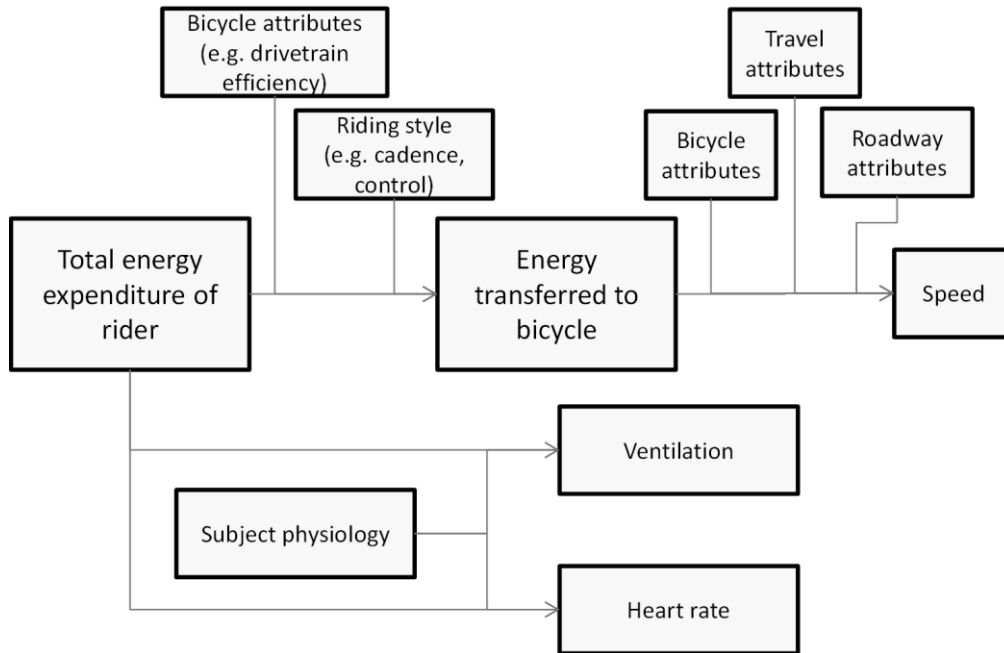 Bicycle attributes
(e.g. drivetrain
efficiency)
Riding style
(e.g. cadence,
control)
Travel
attributes
Bicycle
attributes
Roadway
attributes
Total energy
expenditure of
rider
Energy
transferred to
bicycle
Speed
Ventilation
Subject physiology
Heart rate